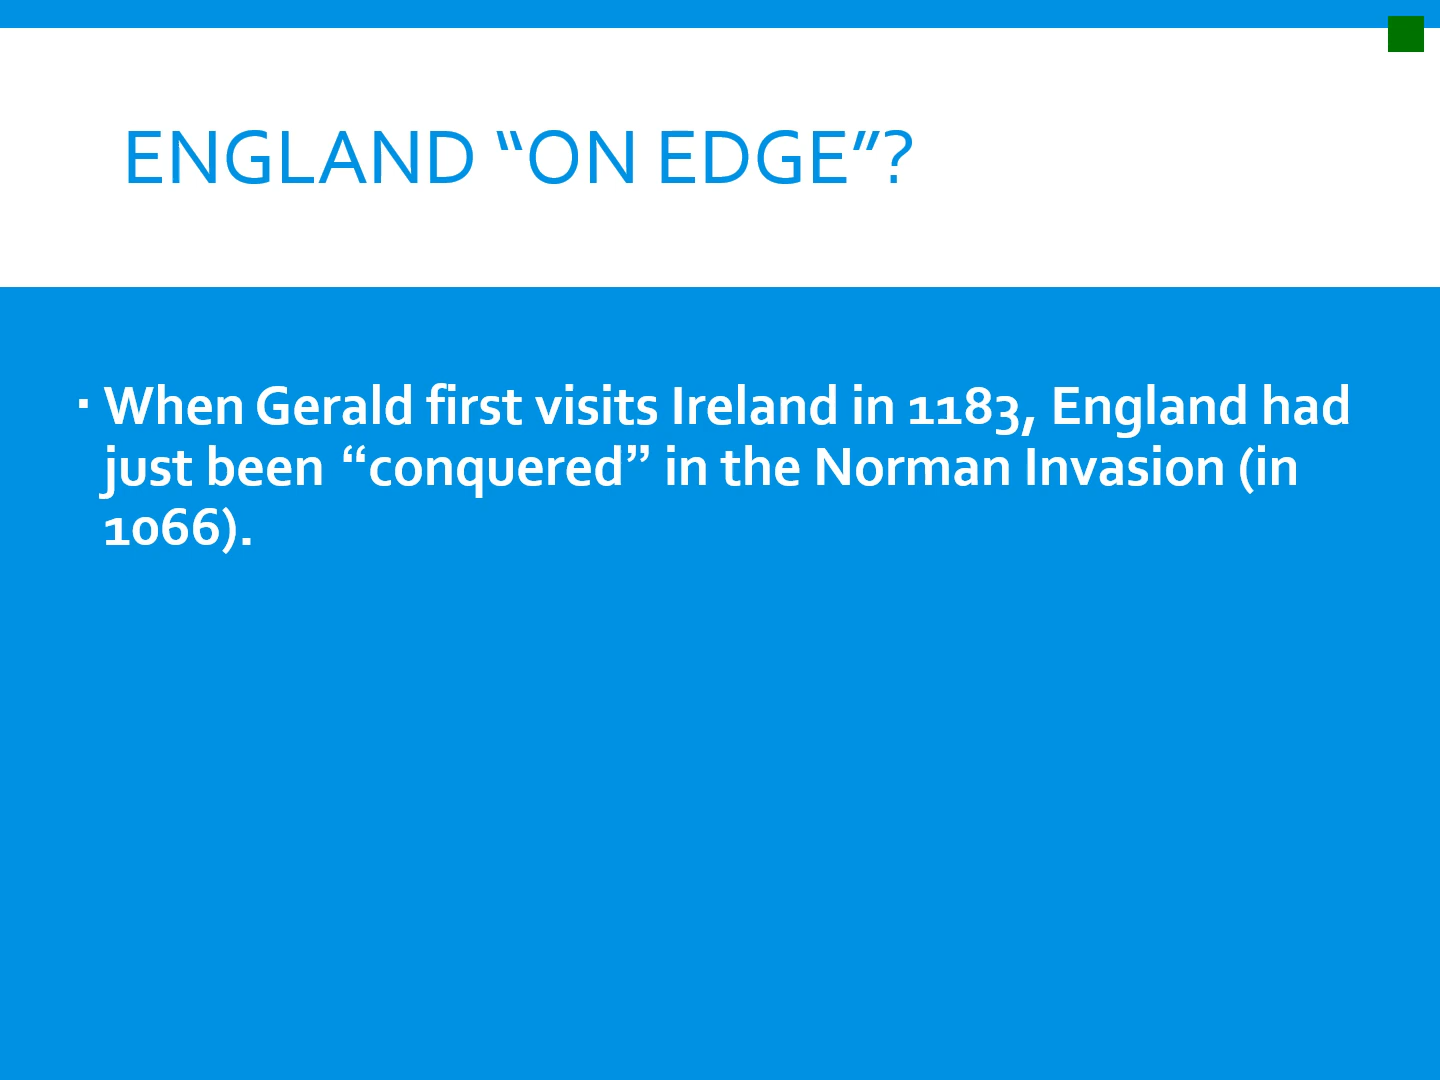 ENGLAND “ON EDGE”?
▪ When Gerald first visits Ireland in 1183, England had
just been “conquered” in the Norman Invasion (in
1066).